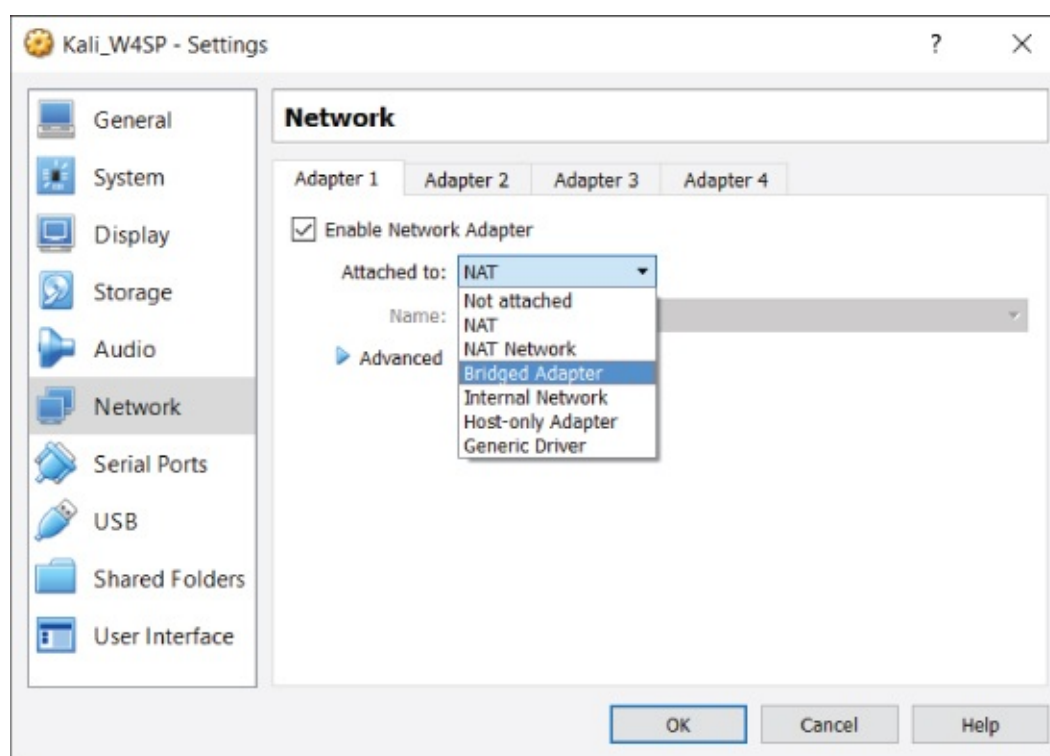 Kali_W4SP - Settings
?
General
System
Display
Storage
Audio
Network
Serial Ports
USB
Shared Folders
User Interface
Network
Adapter 1 Adapter 2 Adapter 3 Adapter 4
Enable Network Adapter
Attached to: NAT
Name:
Advanced
Not attached
NAT
NAT Network
Bridged Adapter
Internal Network
Host-only Adapter
Generic Driver
OK Cancel Help